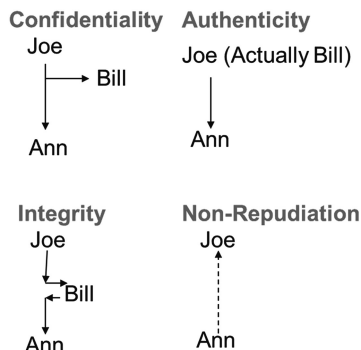 Confidentiality
Joe
Bill
Ann
Authenticity
Joe (Actually Bill)
Ann
Integrity
Joe
Bill
Ann
Non-Repudiation
Joe
Ann